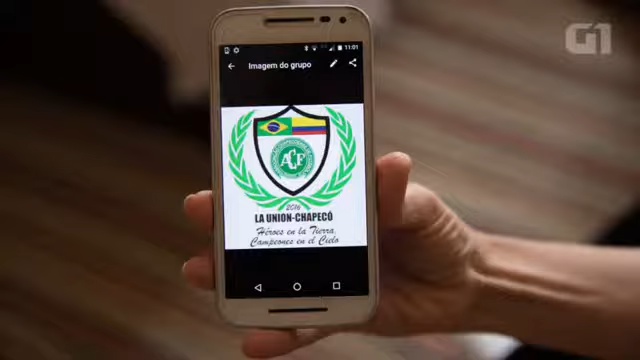 G1
11:01
Imagem do grupo
ACF
2016
LA UNION-CHAPECÓ
Héroes en la Tierra,
Campeones en el Cielo